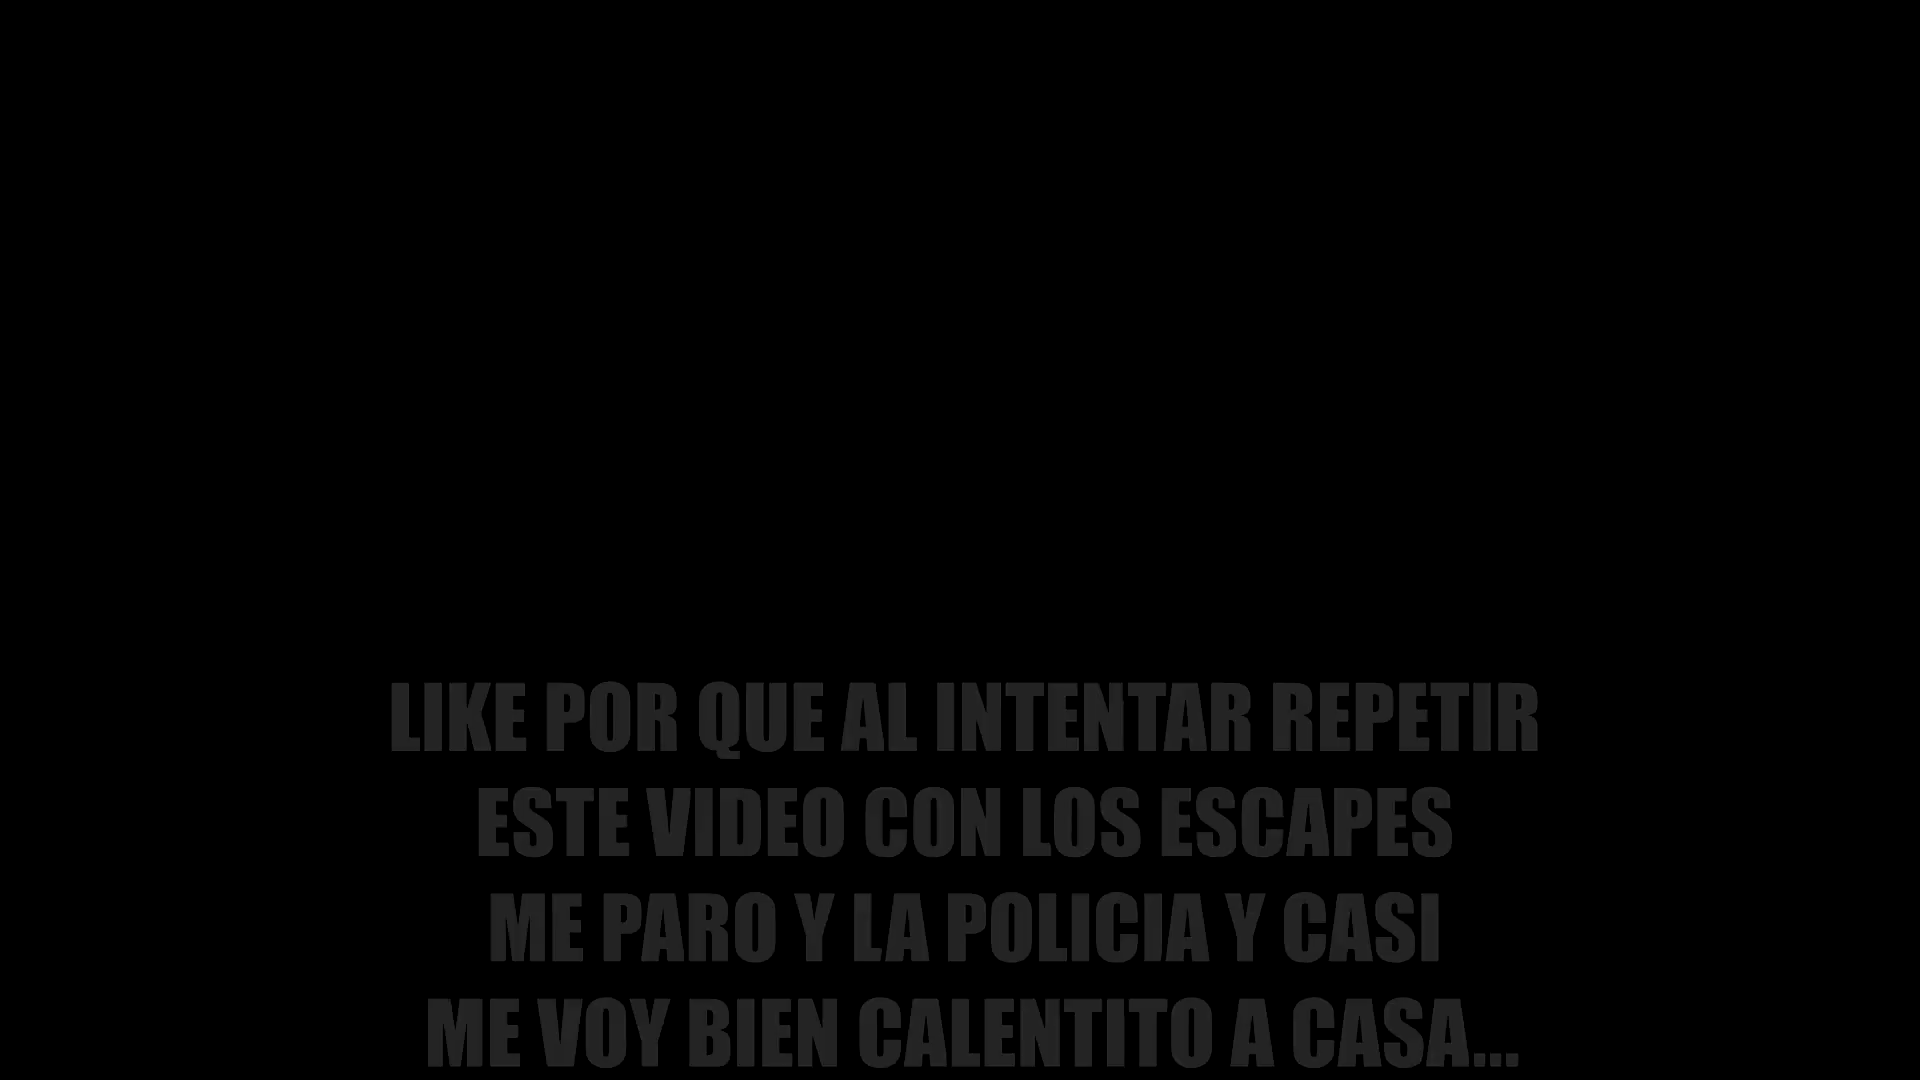 LIKE POR QUE AL INTENTAR REPETIR
ESTE VIDEO CON LOS ESCAPES
ME PARO Y LA POLICIA Y CASI
ME VOY BIEN CALENTITO A CASA...